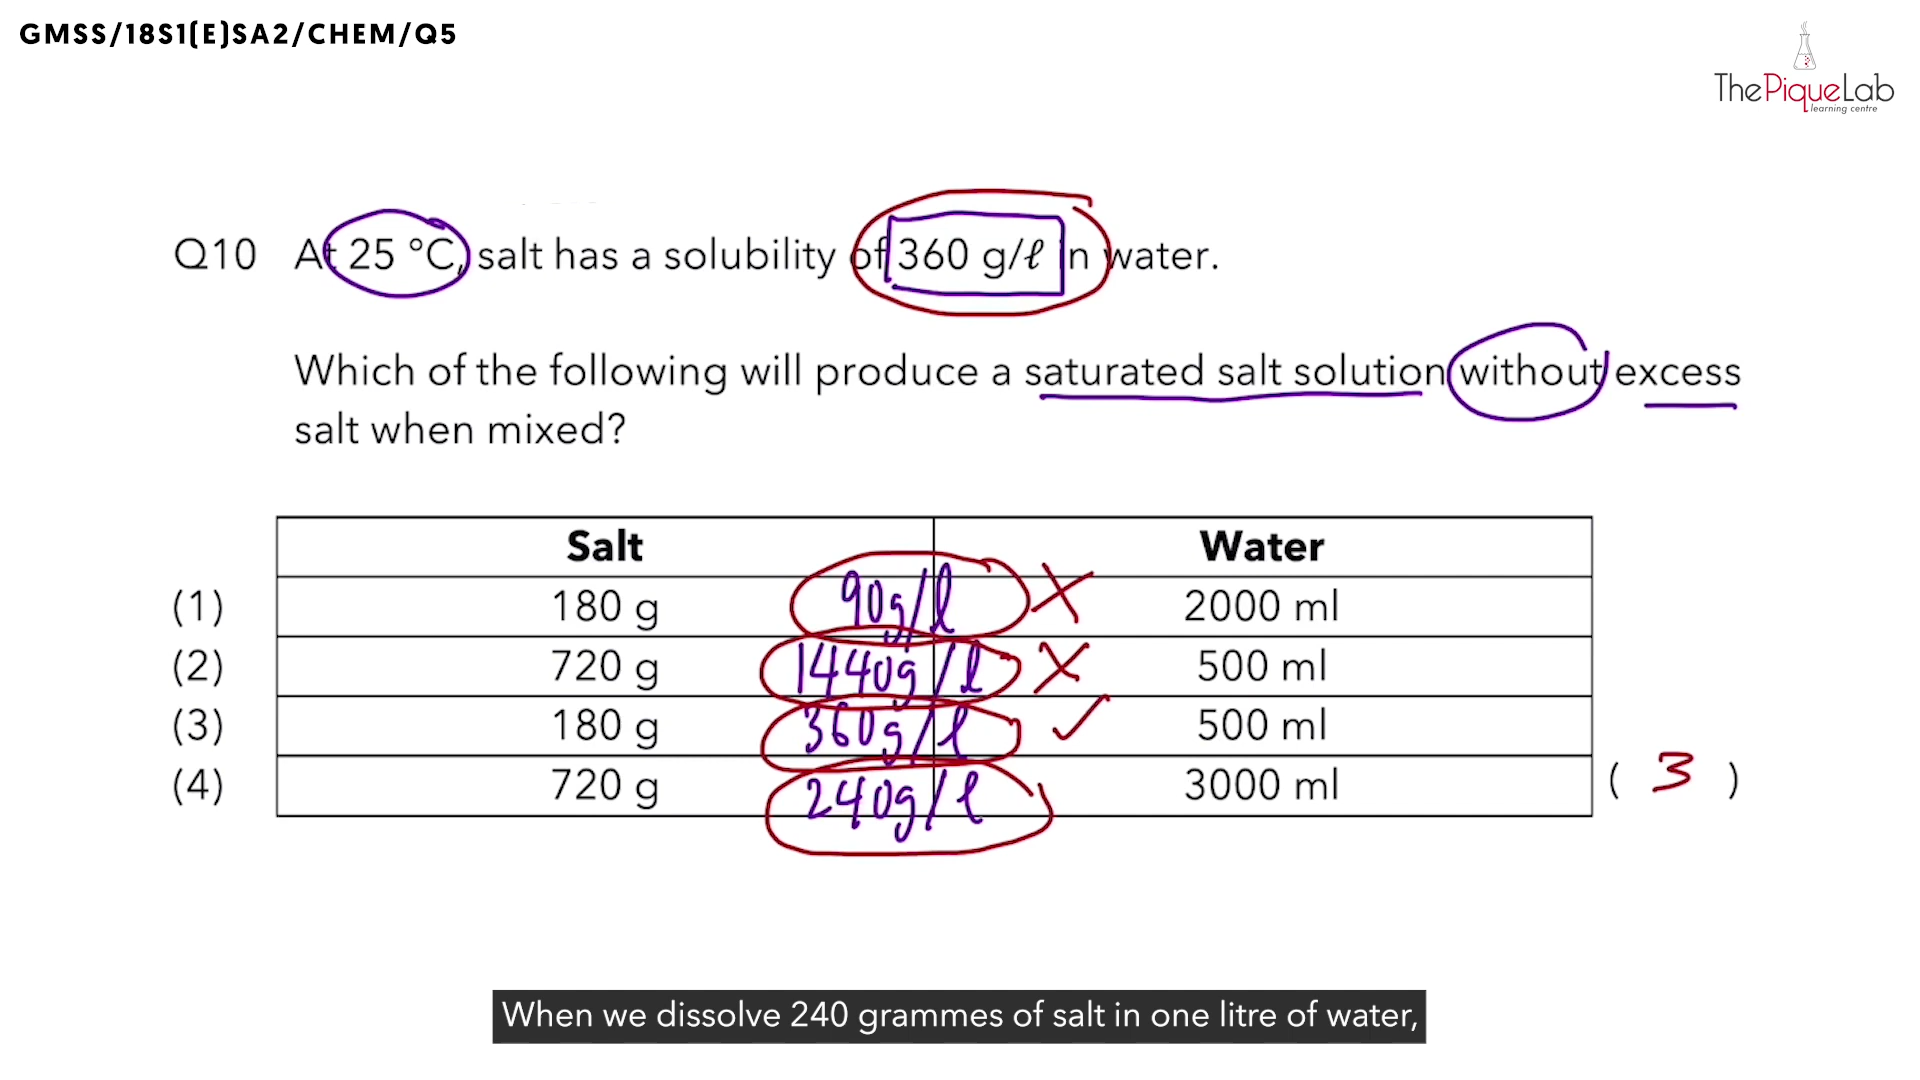 GMSS/18S1(E)SA2/CHEM/Q5
ThePiqueLab
learning centre
Q10 At 25 °C, salt has a solubility of 360 g/ℓ in water.
Which of the following will produce a saturated salt solution without excess
salt when mixed?
Salt Water
(1) 180 g 90g/l 2000 ml
(2) 720 g 1440g/l 500 ml
(3) 180 g 360g/l 500 ml
(4) 720 g 240g/l 3000 ml ( 3 )
When we dissolve 240 grammes of salt in one litre of water,